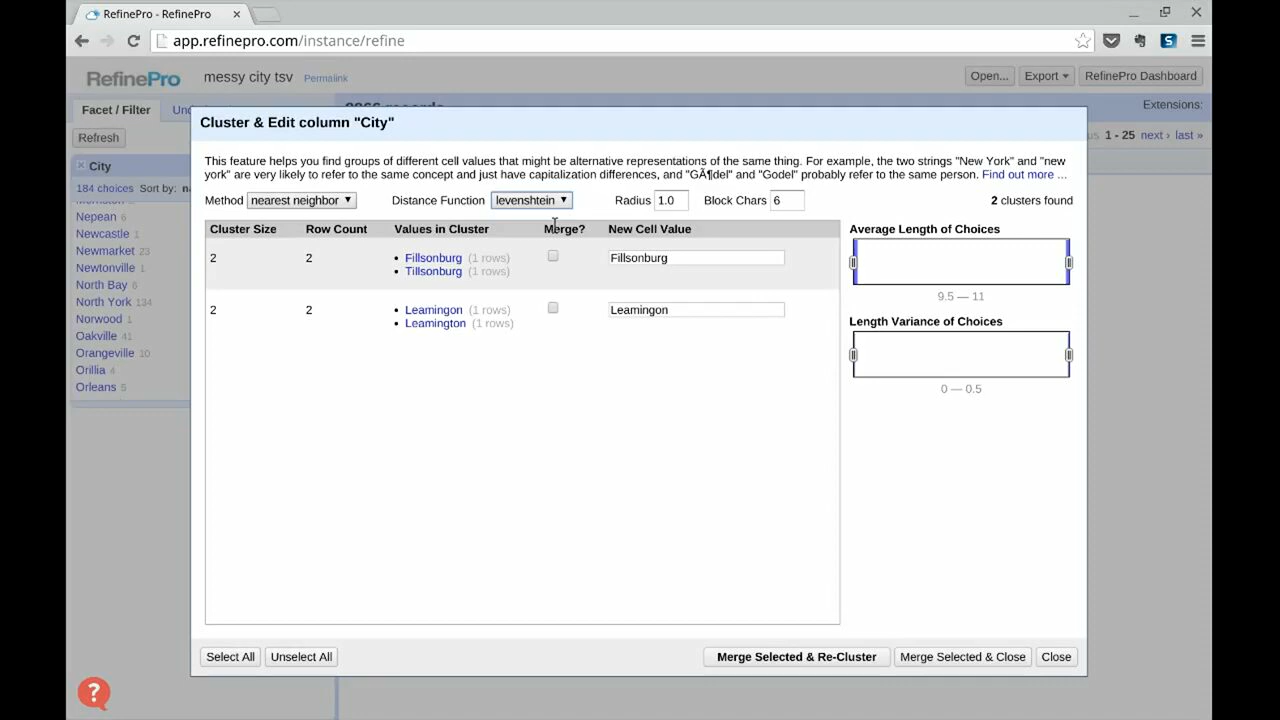 RefinePro - RefinePro
app.refinepro.com/instance/refine
RefinePro messy city tsv Permalink Open... Export RefinePro Dashboard
Facet / Filter
Extensions:
Refresh
1 - 25 next › last »
City
184 choices Sort by:
Nepean 6
Newcastle 1
Newmarket 23
Newtonville 1
North Bay 6
North York 134
Norwood 1
Oakville 41
Orangeville 10
Orillia 4
Orleans 5
Cluster & Edit column "City"
This feature helps you find groups of different cell values that might be alternative representations of the same thing. For example, the two strings "New York" and "new
york" are very likely to refer to the same concept and just have capitalization differences, and "GÃ¶del" and "Godel" probably refer to the same person. Find out more ...
Method nearest neighbor Distance Function levenshtein Radius 1.0 Block Chars 6 2 clusters found
Cluster Size Row Count Values in Cluster Merge? New Cell Value
2 2 • Fillsonburg (1 rows) Fillsonburg
• Tillsonburg (1 rows)
2 2 • Leamingon (1 rows) Leamingon
• Leamington (1 rows)
Average Length of Choices
9.5 — 11
Length Variance of Choices
0 — 0.5
Select All Unselect All Merge Selected & Re-Cluster Merge Selected & Close Close
?